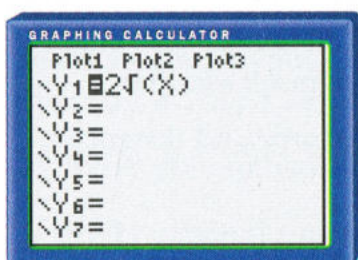 GRAPHING CALCULATOR
Plot1 Plot2 Plot3
\Y1=2√(X)
\Y2=
\Y3=
\Y4=
\Y5=
\Y6=
\Y7=